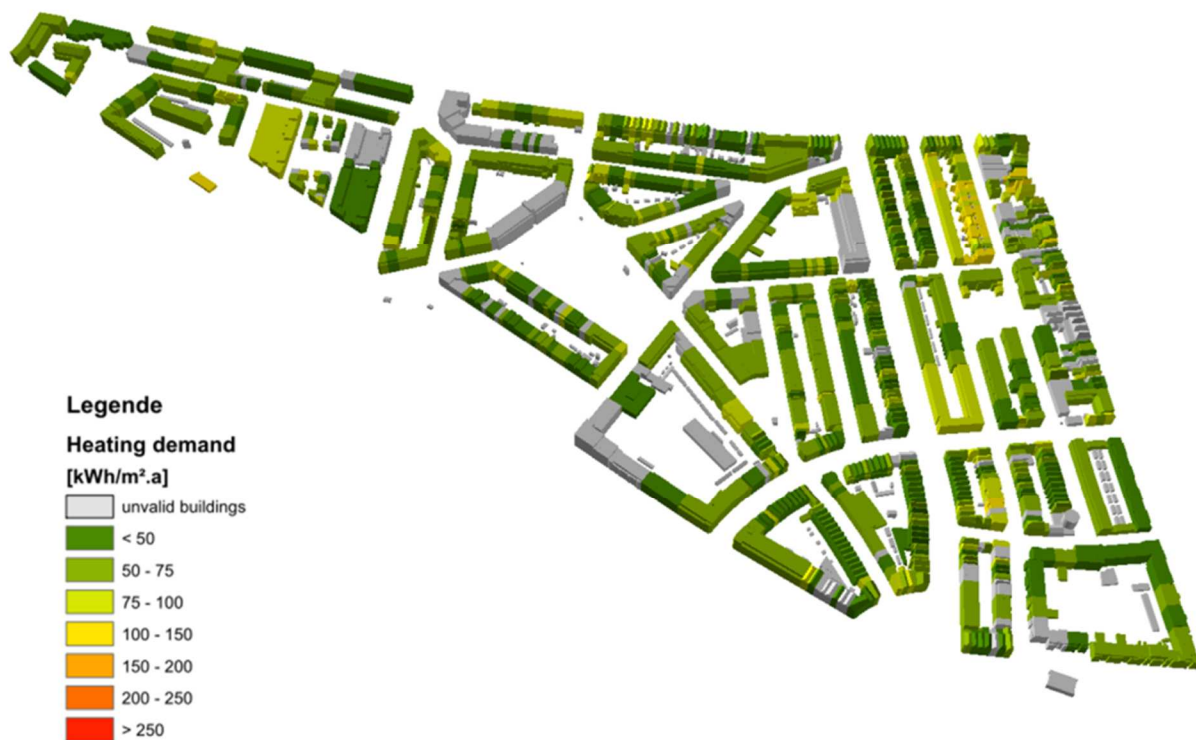 Legende
Heating demand
[kWh/m².a]
unvalid buildings
< 50
50 - 75
75 - 100
100 - 150
150 - 200
200 - 250
> 250